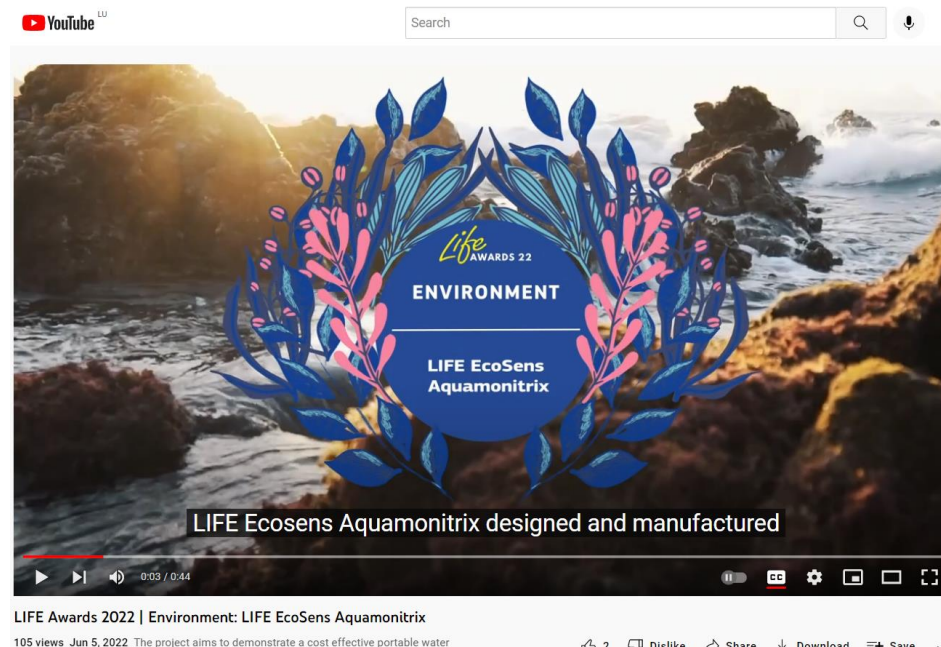 YouTube LU
Search
Life
AWARDS 22
ENVIRONMENT
LIFE EcoSens
Aquamonitrix
LIFE Ecosens Aquamonitrix designed and manufactured
0:03 / 0:44
CC
LIFE Awards 2022 | Environment: LIFE EcoSens Aquamonitrix
105 views Jun 5, 2022 The project aims to demonstrate a cost effective portable water
2 Dislike Share Download Save